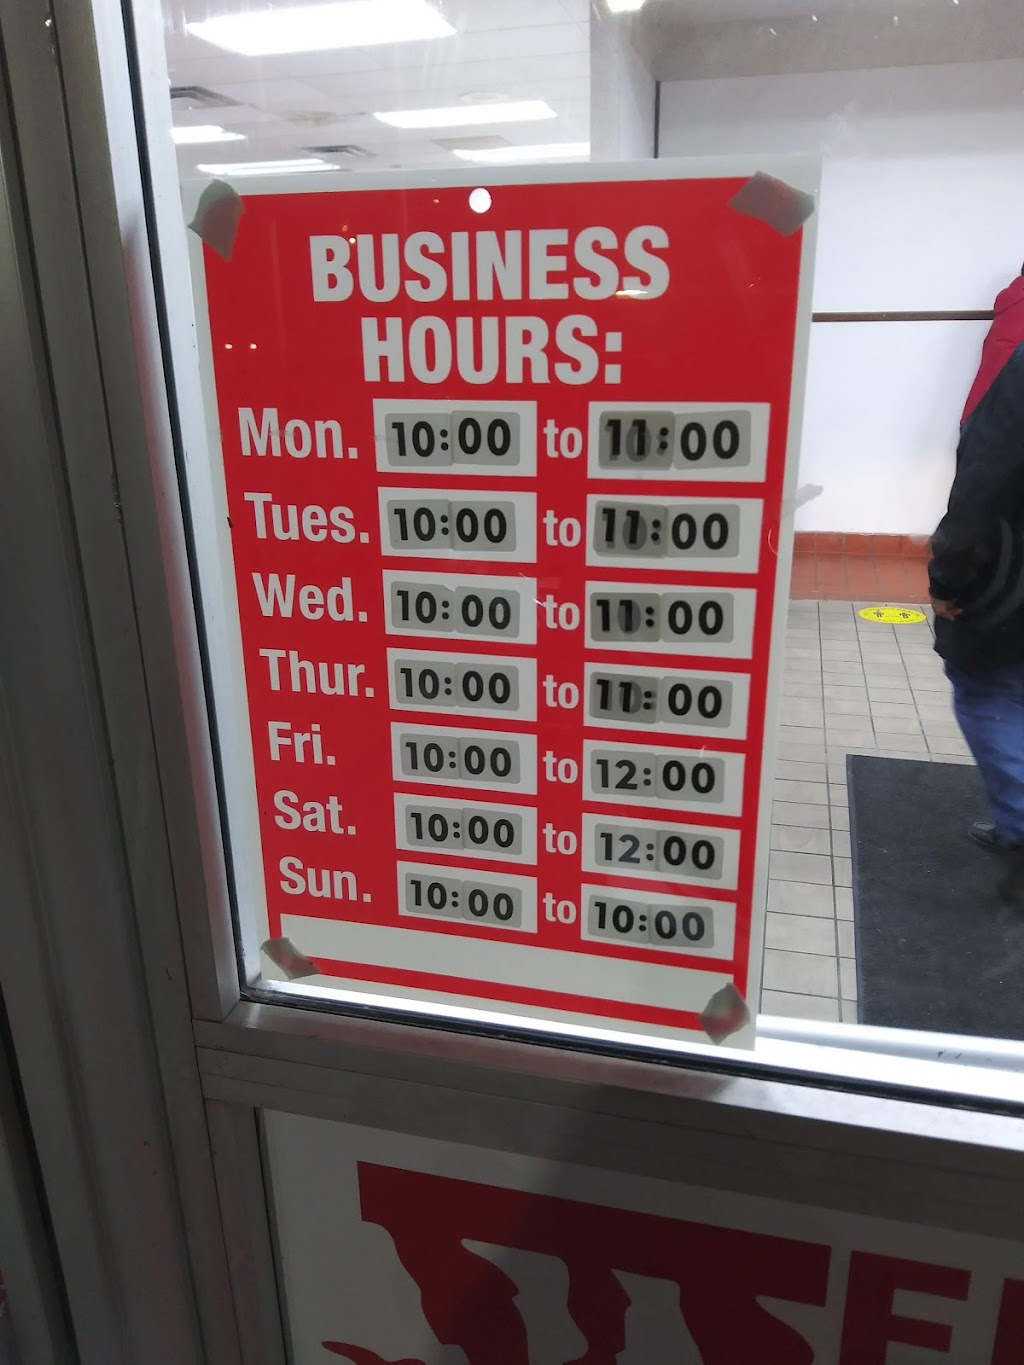 BUSINESS
HOURS:
Mon. 10:00 to 11:00
Tues. 10:00 to 11:00
Wed. 10:00 to 11:00
Thur. 10:00 to 11:00
Fri. 10:00 to 12:00
Sat. 10:00 to 12:00
Sun. 10:00 to 10:00